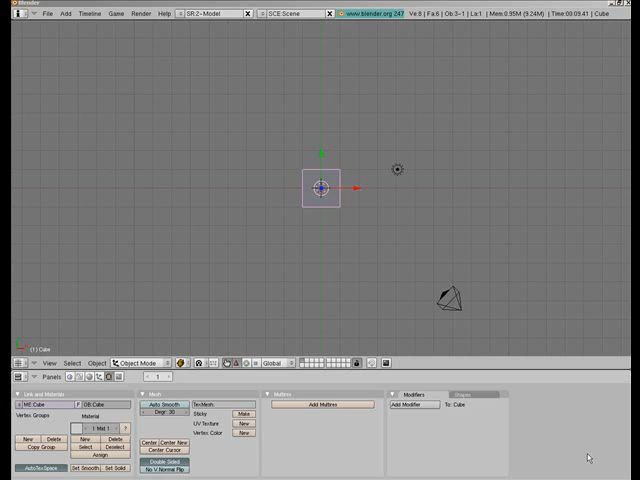 Blender
File Add Timeline Game Render Help SR:2-Model SCE:Scene www.blender.org 247 Ve:8 | Fa:6 | Ob:3-1 | La:1 | Mem:0.95M (9.24M) | Time:00:09.41 | Cube
(1) Cube
View Select Object Object Mode Global
Panels 1
Link and Materials Mesh Multires Modifiers Shapes
ME:Cube F OB:Cube Auto Smooth TexMesh: Add Multires Add Modifier To: Cube
Vertex Groups Material Degr: 30 Sticky Make
1 Mat 1 ? UV Texture New
New Delete New Delete Vertex Color New
Copy Group Select Deselect Center Center New
Assign Center Cursor
AutoTexSpace Set Smooth Set Solid Double Sided
No V.Normal Flip